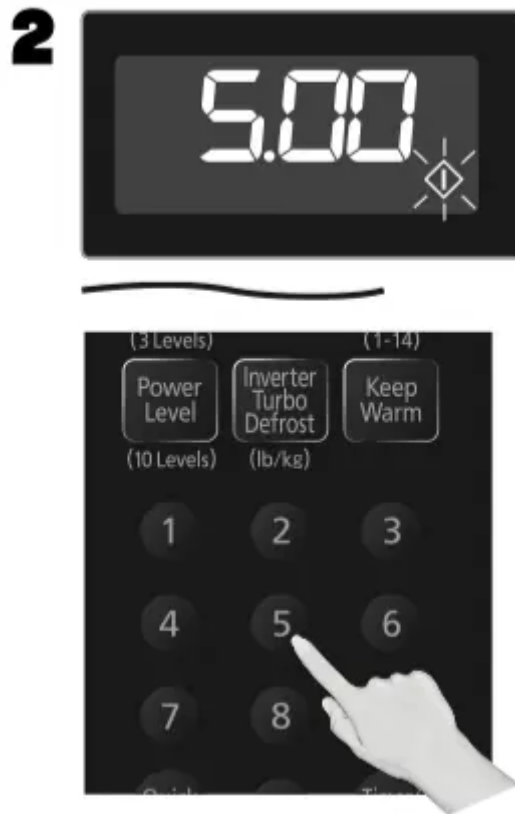 2
5.00
(3 Levels) (1-14)
Power Level
Inverter Turbo Defrost
Keep Warm
(10 Levels) (lb/kg)
1 2 3
4 5 6
7 8
Quick